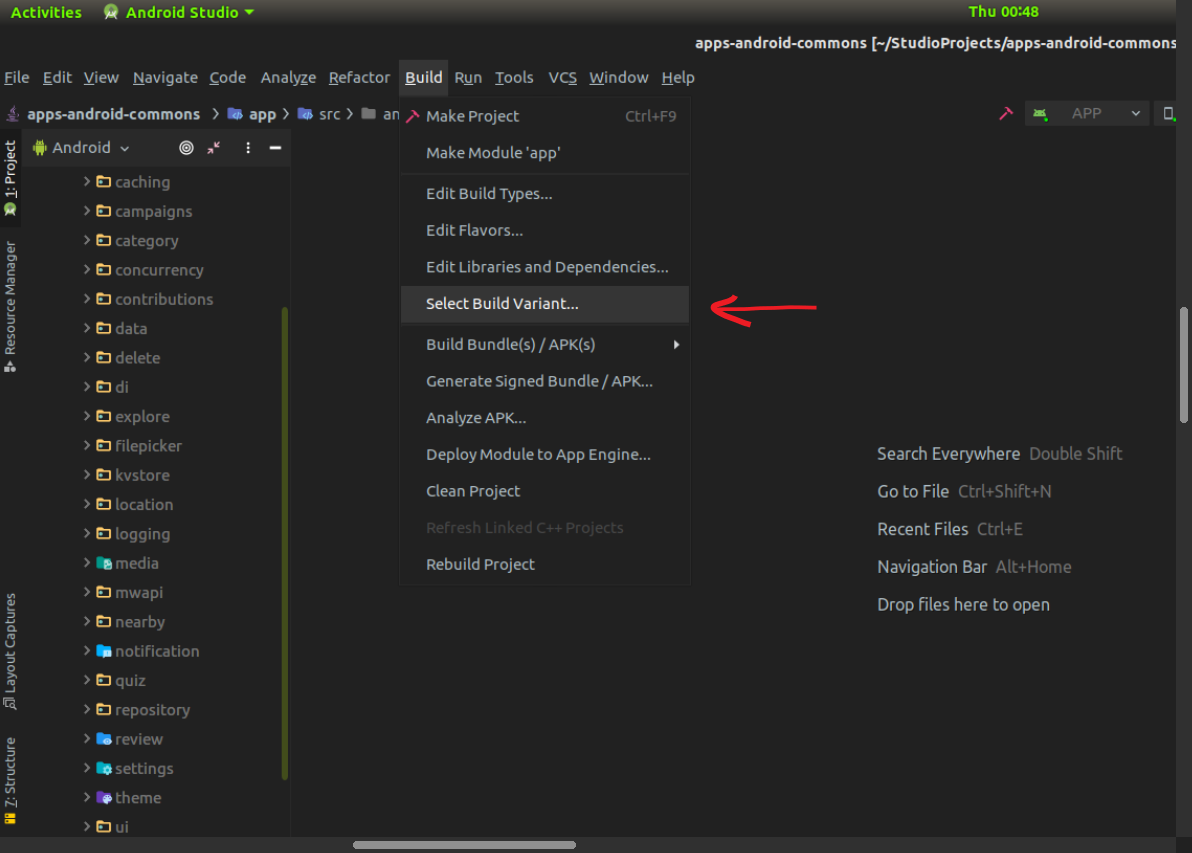 Activities Android Studio Thu 00:48
apps-android-commons [~/StudioProjects/apps-android-commons
File Edit View Navigate Code Analyze Refactor Build Run Tools VCS Window Help
apps-android-commons app src an APP
Android
1: Project
Resource Manager
Layout Captures
7: Structure
caching
campaigns
category
concurrency
contributions
data
delete
di
explore
filepicker
kvstore
location
logging
media
mwapi
nearby
notification
quiz
repository
review
settings
theme
ui
Make Project Ctrl+F9
Make Module 'app'
Edit Build Types...
Edit Flavors...
Edit Libraries and Dependencies...
Select Build Variant...
Build Bundle(s) / APK(s)
Generate Signed Bundle / APK...
Analyze APK...
Deploy Module to App Engine...
Clean Project
Refresh Linked C++ Projects
Rebuild Project
Search Everywhere Double Shift
Go to File Ctrl+Shift+N
Recent Files Ctrl+E
Navigation Bar Alt+Home
Drop files here to open